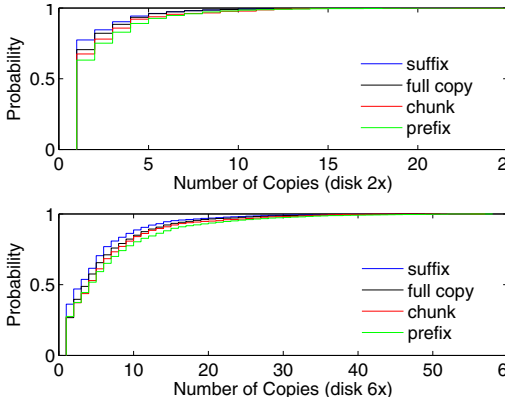 1
0.5
0
Probability
suffix
full copy
chunk
prefix
0 5 10 15 20
Number of Copies (disk 2x)
1
0.5
0
Probability
suffix
full copy
chunk
prefix
0 10 20 30 40 50
Number of Copies (disk 6x)